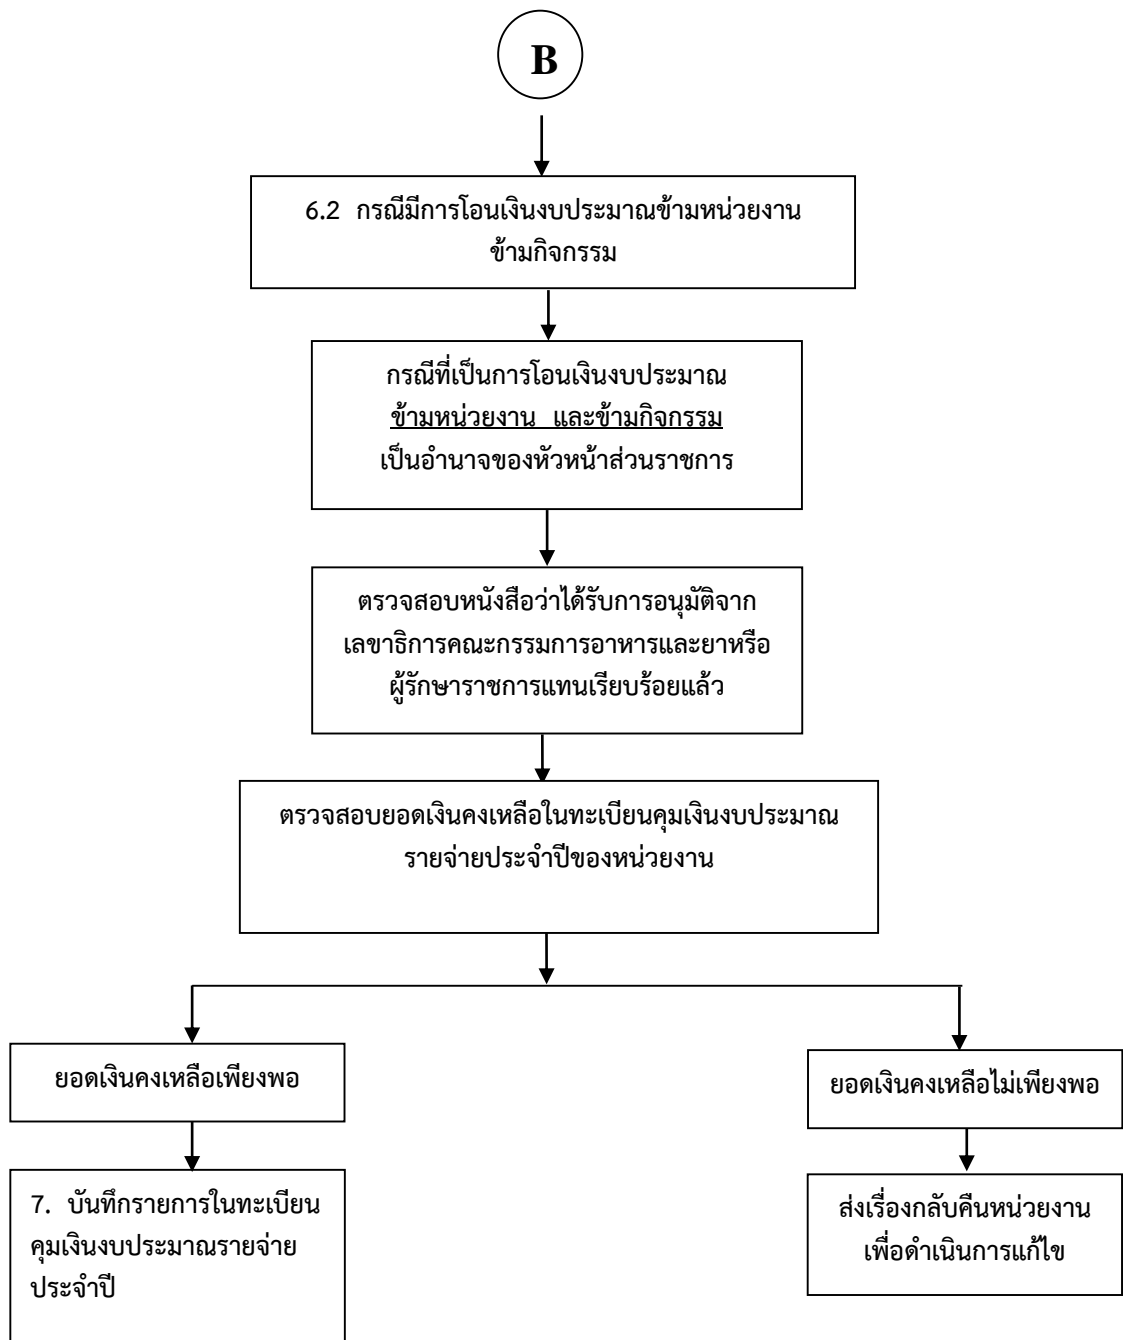 B
6.2 กรณีมีการโอนเงินงบประมาณข้ามหน่วยงาน
ข้ามกิจกรรม
กรณีที่เป็นการโอนเงินงบประมาณ
ข้ามหน่วยงาน และข้ามกิจกรรม
เป็นอำนาจของหัวหน้าส่วนราชการ
ตรวจสอบหนังสือว่าได้รับการอนุมัติจาก
เลขาธิการคณะกรรมการอาหารและยาหรือ
ผู้รักษาราชการแทนเรียบร้อยแล้ว
ตรวจสอบยอดเงินคงเหลือในทะเบียนคุมเงินงบประมาณ
รายจ่ายประจำปีของหน่วยงาน
ยอดเงินคงเหลือเพียงพอ
ยอดเงินคงเหลือไม่เพียงพอ
7. บันทึกรายการในทะเบียน
คุมเงินงบประมาณรายจ่าย
ประจำปี
ส่งเรื่องกลับคืนหน่วยงาน
เพื่อดำเนินการแก้ไข